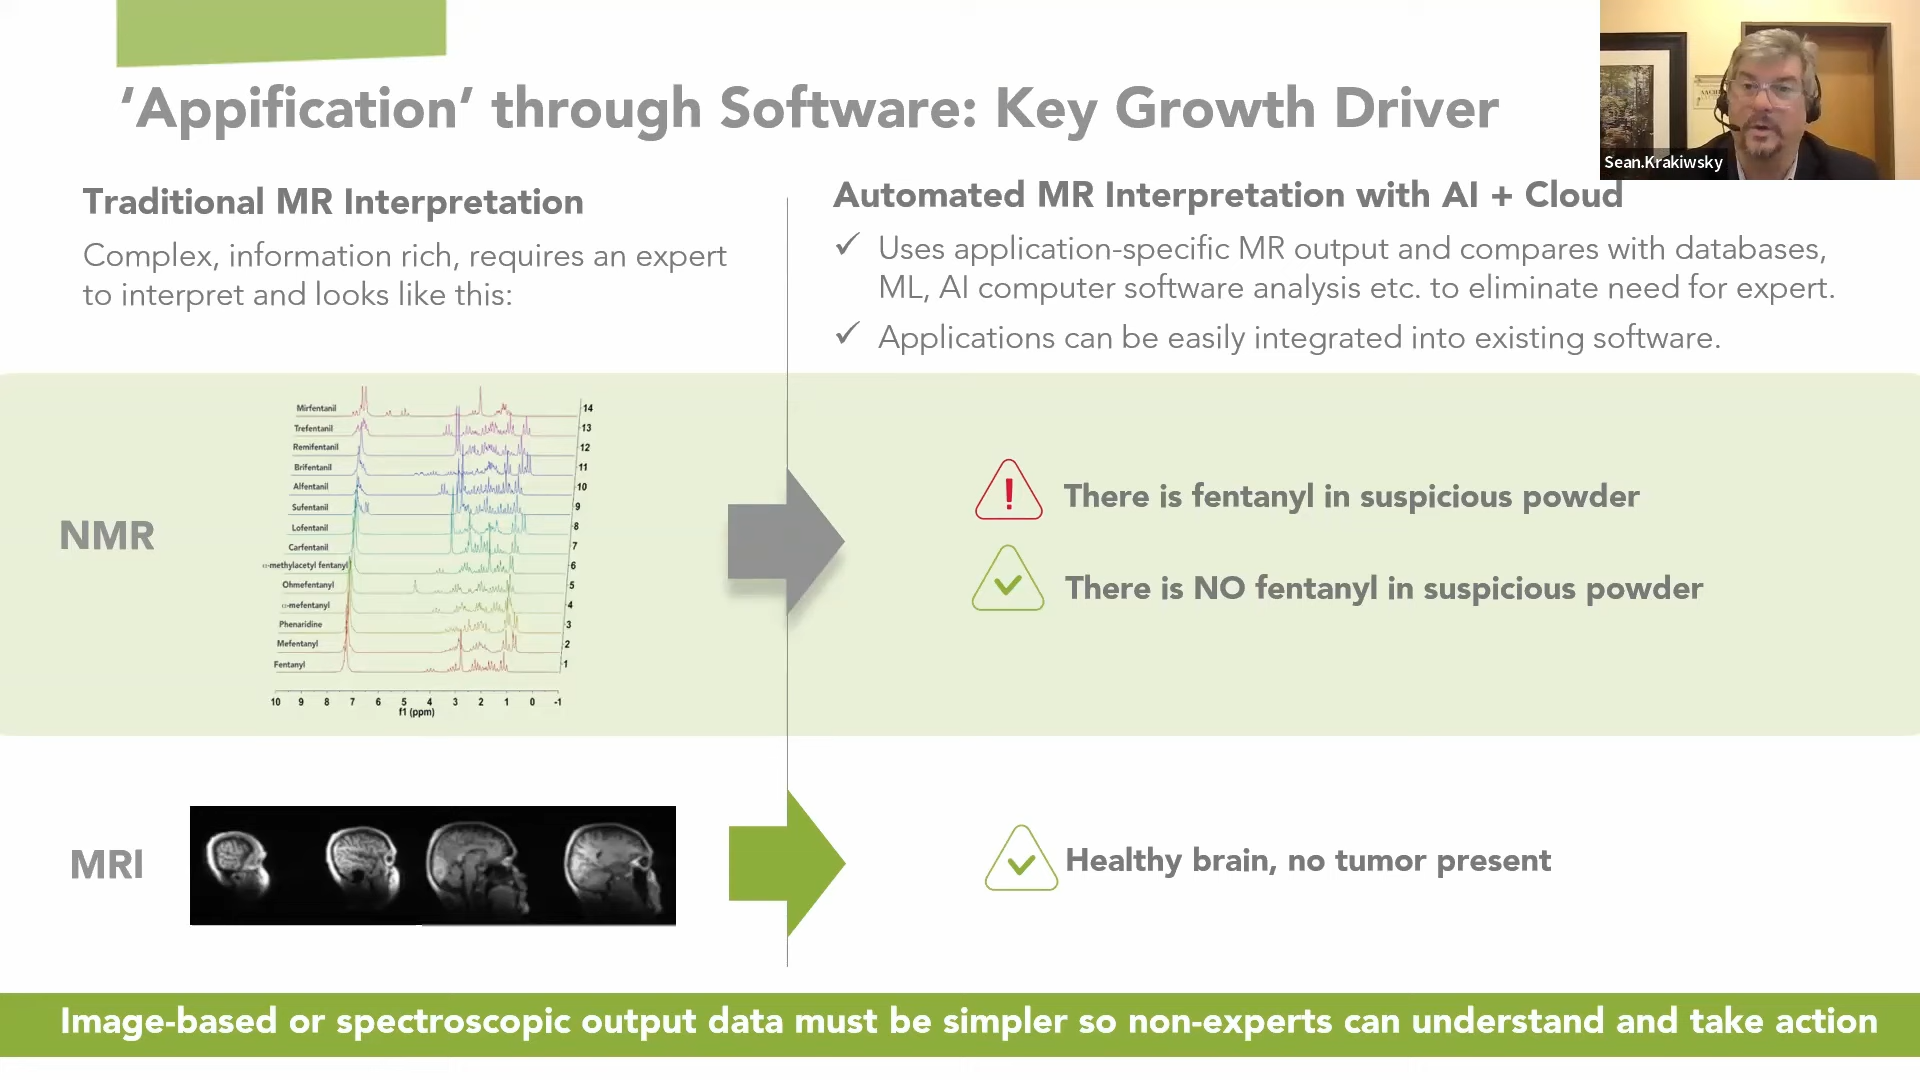 ‘Appification’ through Software: Key Growth Driver
Sean.Krakiwsky
Traditional MR Interpretation
Complex, information rich, requires an expert
to interpret and looks like this:
Automated MR Interpretation with AI + Cloud
✓ Uses application-specific MR output and compares with databases,
ML, AI computer software analysis etc. to eliminate need for expert.
✓ Applications can be easily integrated into existing software.
NMR
Mirfentanil 14
Trefentanil 13
Remifentanil 12
Brifentanil 11
Alfentanil 10
Sufentanil 9
Lofentanil 8
Carfentanil 7
α-methylacetyl fentanyl 6
Ohmefentanyl 5
α-mefentanyl 4
Phenaridine 3
Mefentanyl 2
Fentanyl 1
10 9 8 7 6 5 4 3 2 1 0 -1
f1 (ppm)
! There is fentanyl in suspicious powder
There is NO fentanyl in suspicious powder
MRI
Healthy brain, no tumor present
Image-based or spectroscopic output data must be simpler so non-experts can understand and take action